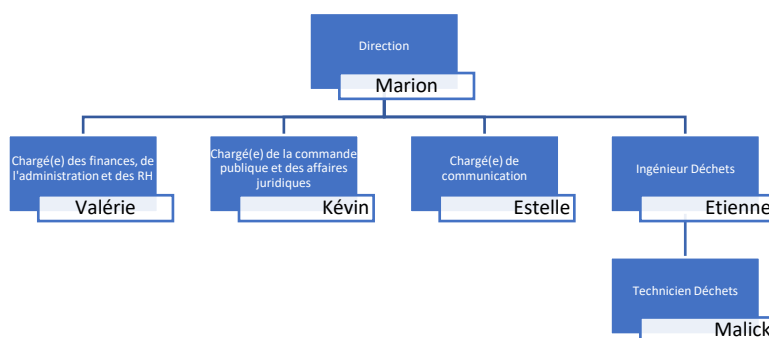 Direction
Marion
Chargé(e) des finances, de
l'administration et des RH
Valérie
Chargé(e) de la commande
publique et des affaires
juridiques
Kévin
Chargé(e) de
communication
Estelle
Ingénieur Déchets
Etienne
Technicien Déchets
Malick